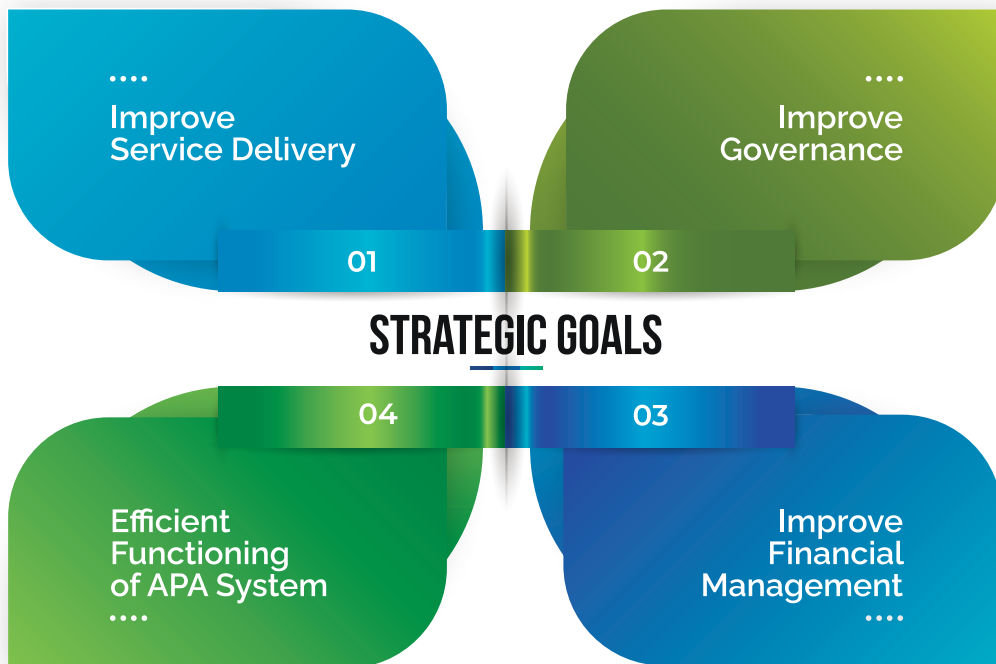 Improve
Service Delivery
01
Improve
Governance
02
STRATEGIC GOALS
04
Efficient
Functioning
of APA System
03
Improve
Financial
Management